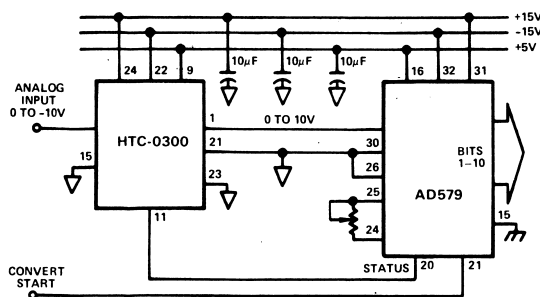 +15V
−15V
+5V
10µF 10µF 10µF
24 22 9 16 32 31
ANALOG
INPUT
0 TO −10V
1 0 TO 10V
HTC-0300
21 30
BITS
1–10
15 26
23 25
AD579
24 15
11
STATUS 20 21
CONVERT
START